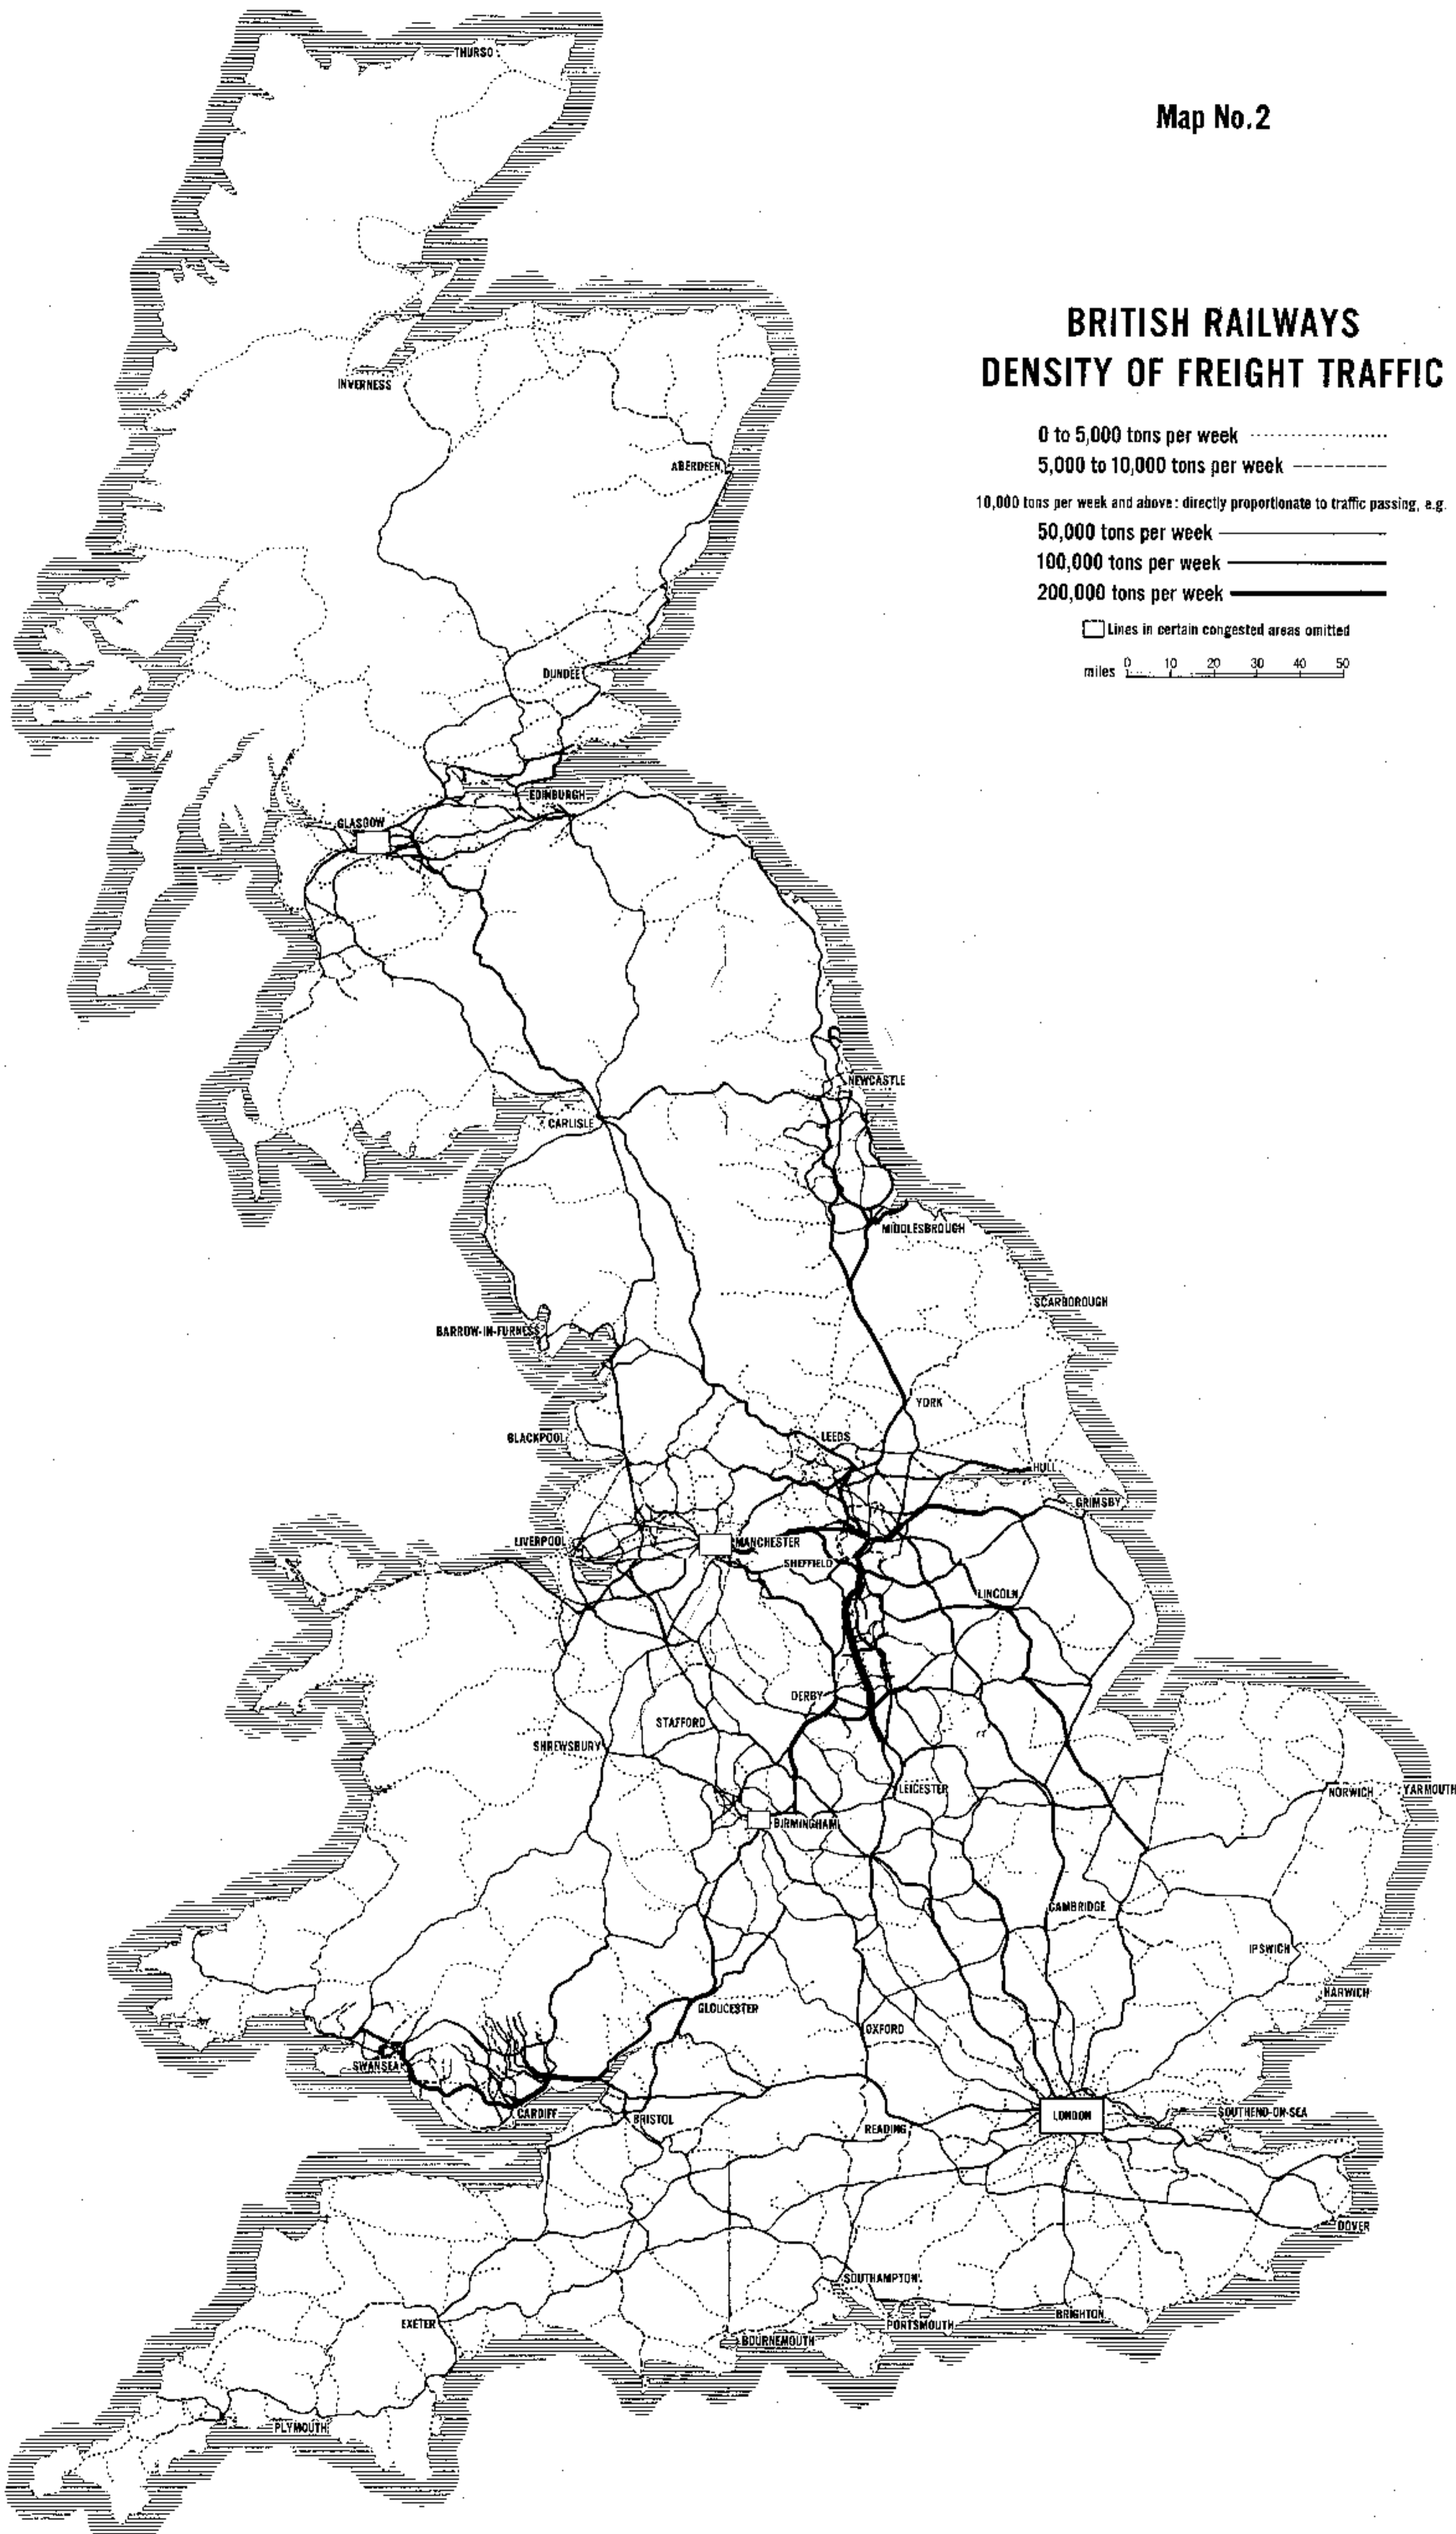 Map No.2
BRITISH RAILWAYS
DENSITY OF FREIGHT TRAFFIC
0 to 5,000 tons per week
5,000 to 10,000 tons per week
10,000 tons per week and above: directly proportionate to traffic passing, e.g.
50,000 tons per week
100,000 tons per week
200,000 tons per week
Lines in certain congested areas omitted
miles 0 10 20 30 40 50
THURSO
INVERNESS
ABERDEEN
DUNDEE
EDINBURGH
GLASGOW
NEWCASTLE
CARLISLE
MIDDLESBROUGH
SCARBOROUGH
BARROW-IN-FURNESS
YORK
BLACKPOOL
LEEDS
HULL
GRIMSBY
LIVERPOOL
MANCHESTER
SHEFFIELD
LINCOLN
DERBY
STAFFORD
SHREWSBURY
LEICESTER
NORWICH
YARMOUTH
BIRMINGHAM
CAMBRIDGE
IPSWICH
HARWICH
GLOUCESTER
OXFORD
SWANSEA
CARDIFF
BRISTOL
LONDON
SOUTHEND-ON-SEA
READING
DOVER
SOUTHAMPTON
BRIGHTON
PORTSMOUTH
EXETER
BOURNEMOUTH
PLYMOUTH